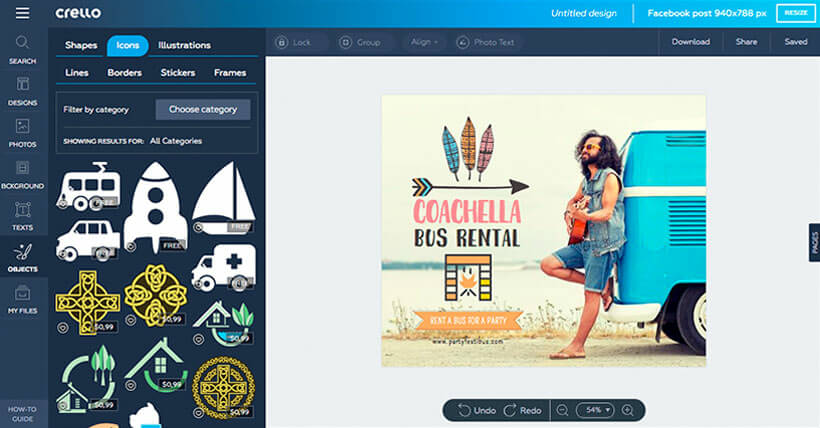 crello
Untitled design
Facebook post 940x788 px
RESIZE
Shapes
Icons
Illustrations
Lock
Group
Align
Photo Text
Download
Share
Saved
SEARCH
Lines
Borders
Stickers
Frames
DESIGNS
Filter by category
Choose category
PHOTOS
SHOWING RESULTS FOR: All Categories
BCKGROUND
TEXTS
OBJECTS
MY FILES
HOW-TO
GUIDE
FREE
FREE
FREE
$0,99
$0,99
$0,99
$0,99
$0,99
COACHELLA
BUS RENTAL
RENT A BUS FOR A PARTY
www.partyfestibus.com
PAGES
Undo
Redo
54%